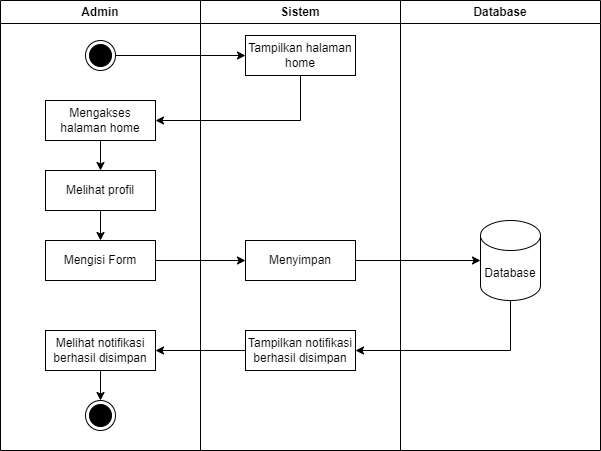 Admin
Sistem
Database
Tampilkan halaman
home
Mengakses
halaman home
Melihat profil
Mengisi Form
Menyimpan
Database
Melihat notifikasi
berhasil disimpan
Tampilkan notifikasi
berhasil disimpan